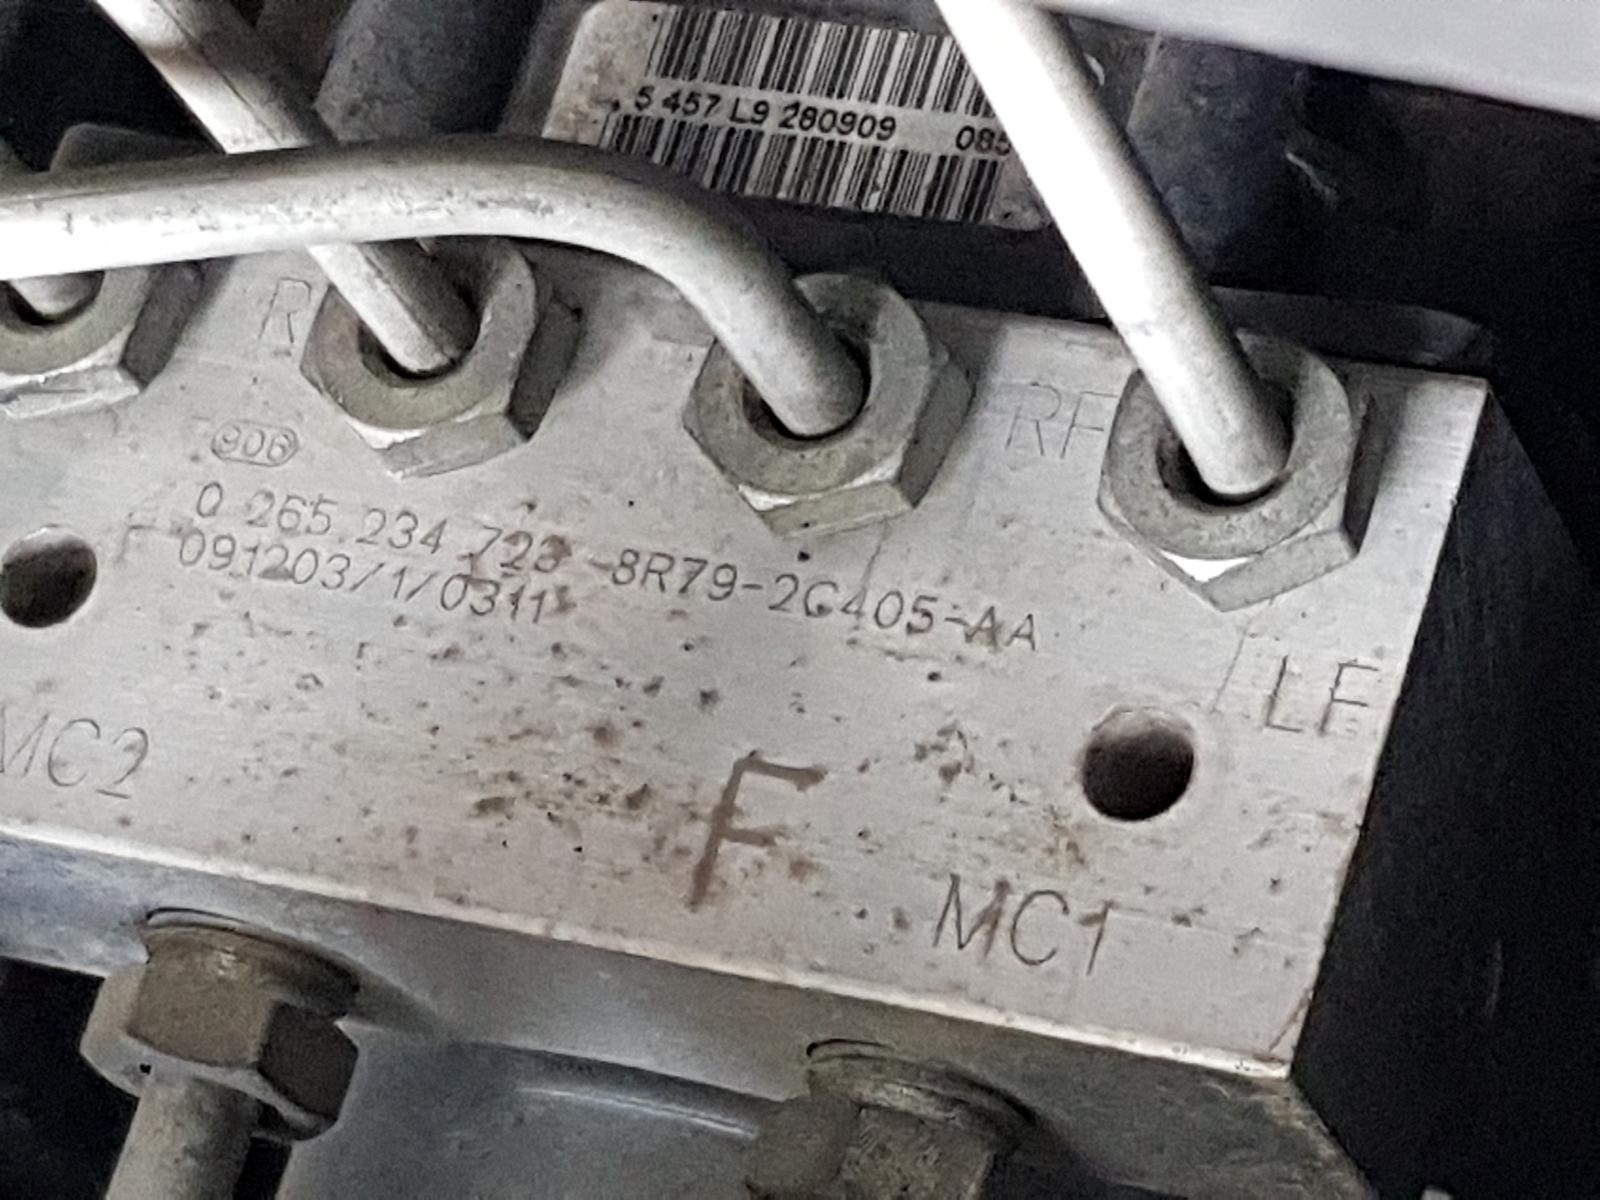 5 457 L9 280909 085
R
RF
906
0 265 234 723 -8R79-2C405-AA
091203/1/0311
F
LF
MC2
F
MC1